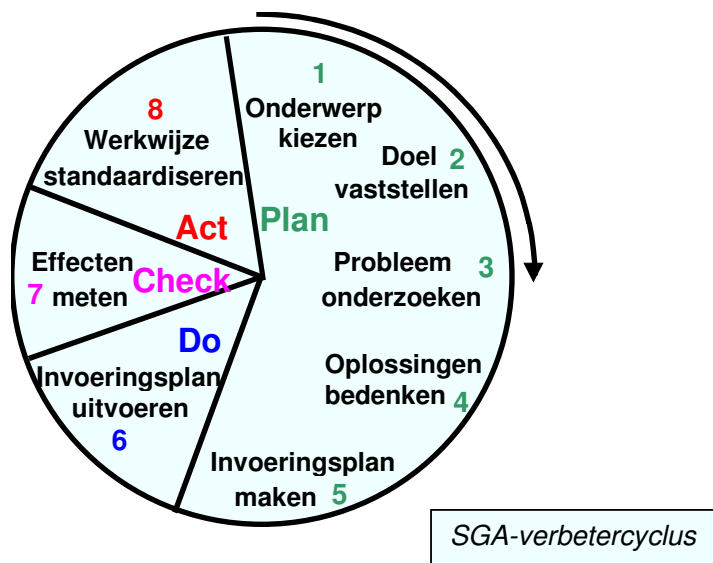 1
Onderwerp
kiezen
Doel 2
vaststellen
Plan
Probleem 3
onderzoeken
Oplossingen
bedenken 4
Invoeringsplan
maken 5
Do
Invoeringsplan
uitvoeren
6
Effecten
7 meten
Check
8
Werkwijze
standaardiseren
Act
SGA-verbetercyclus